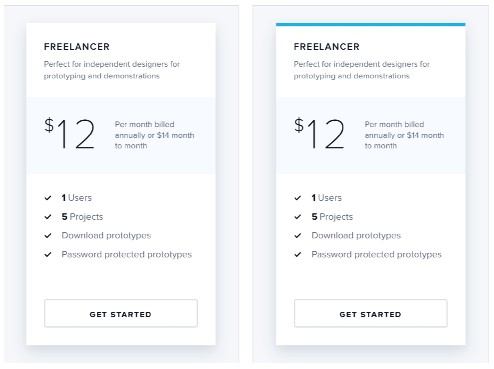 FREELANCER
Perfect for independent designers for
prototyping and demonstrations
$12
Per month billed
annually or $14 month
to month
1 Users
5 Projects
Download prototypes
Password protected prototypes
GET STARTED
FREELANCER
Perfect for independent designers for
prototyping and demonstrations
$12
Per month billed
annually or $14 month
to month
1 Users
5 Projects
Download prototypes
Password protected prototypes
GET STARTED